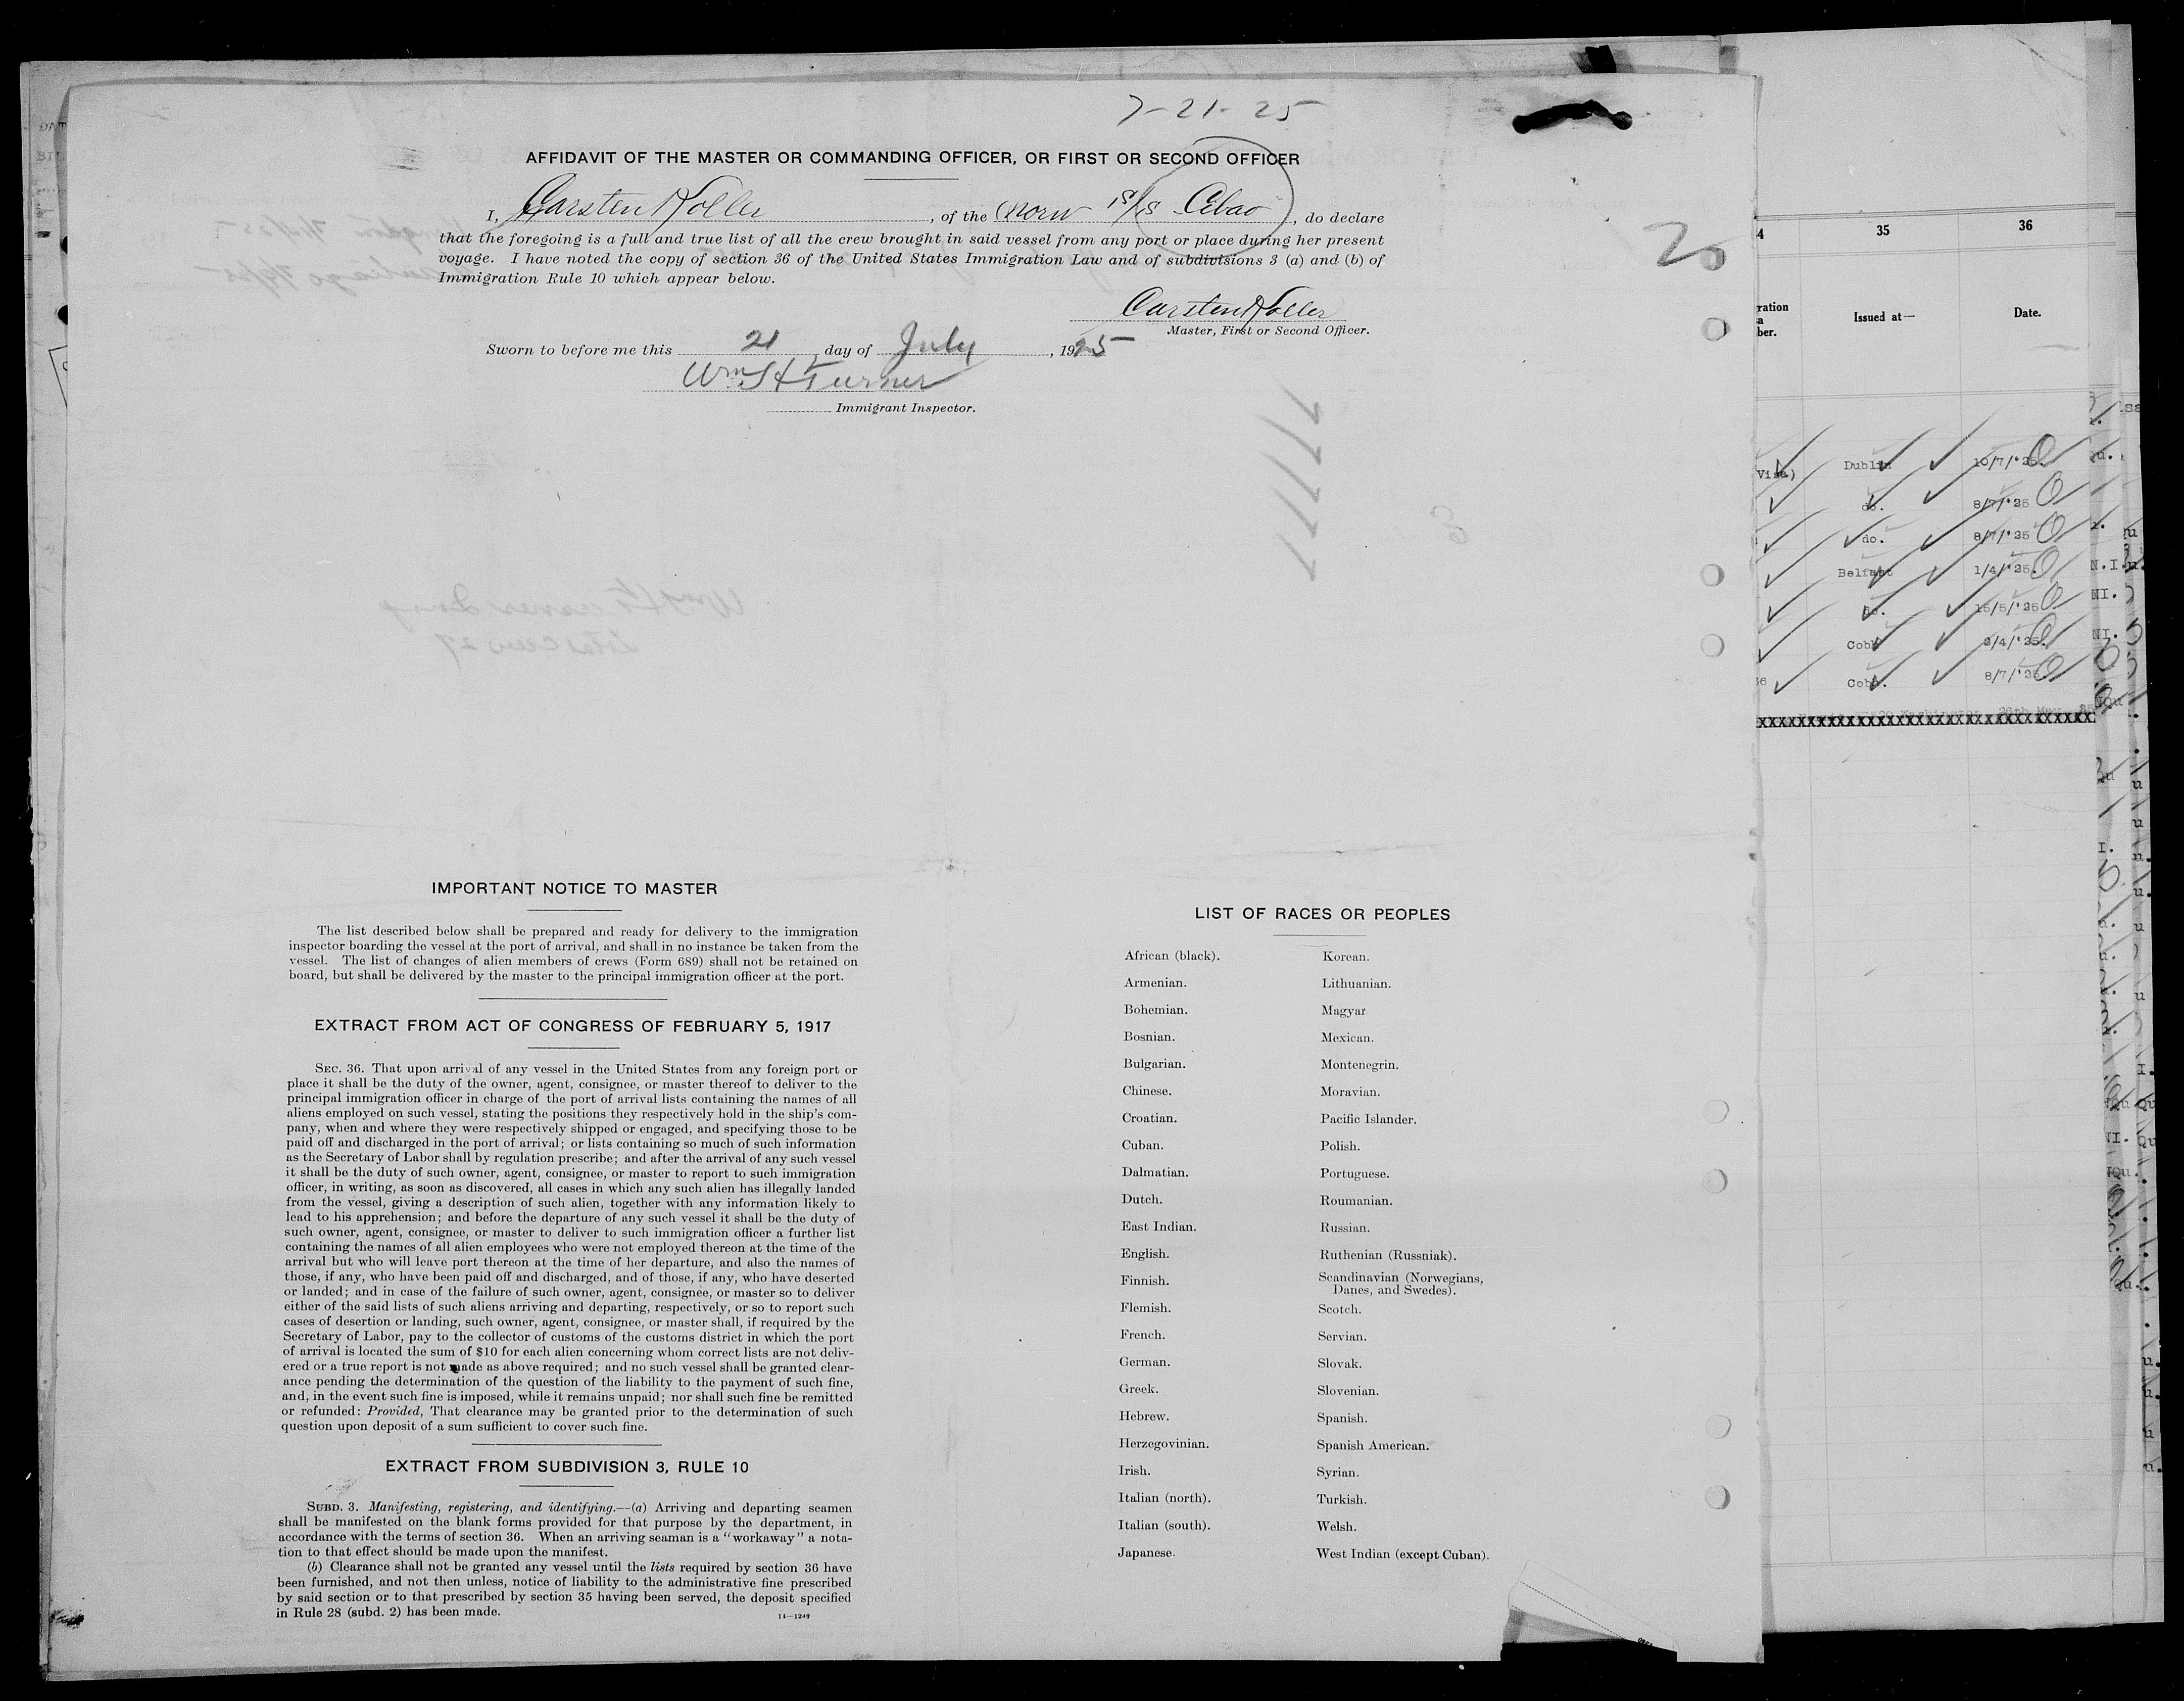 7-21-25
AFFIDAVIT OF THE MASTER OR COMMANDING OFFICER, OR FIRST OR SECOND OFFICER
I, Carsten Holler, of the (Norw S/S Cibao, do declare
that the foregoing is a full and true list of all the crew brought in said vessel from any port or place during her present
voyage. I have noted the copy of section 36 of the United States Immigration Law and of subdivisions 3 (a) and (b) of
Immigration Rule 10 which appear below.
Carsten Holler
Master, First or Second Officer.
Sworn to before me this 21 day of July, 1925
Wm H Turner
Immigrant Inspector.
IMPORTANT NOTICE TO MASTER
The list described below shall be prepared and ready for delivery to the immigration
inspector boarding the vessel at the port of arrival, and shall in no instance be taken from the
vessel. The list of changes of alien members of crews (Form 689) shall not be retained on
board, but shall be delivered by the master to the principal immigration officer at the port.
EXTRACT FROM ACT OF CONGRESS OF FEBRUARY 5, 1917
SEC. 36. That upon arrival of any vessel in the United States from any foreign port or
place it shall be the duty of the owner, agent, consignee, or master thereof to deliver to the
principal immigration officer in charge of the port of arrival lists containing the names of all
aliens employed on such vessel, stating the positions they respectively hold in the ship's com-
pany, when and where they were respectively shipped or engaged, and specifying those to be
paid off and discharged in the port of arrival; or lists containing so much of such information
as the Secretary of Labor shall by regulation prescribe; and after the arrival of any such vessel
it shall be the duty of such owner, agent, consignee, or master to report to such immigration
officer, in writing, as soon as discovered, all cases in which any such alien has illegally landed
from the vessel, giving a description of such alien, together with any information likely to
lead to his apprehension; and before the departure of any such vessel it shall be the duty of
such owner, agent, consignee, or master to deliver to such immigration officer a further list
containing the names of all alien employees who were not employed thereon at the time of the
arrival but who will leave port thereon at the time of her departure, and also the names of
those, if any, who have been paid off and discharged, and of those, if any, who have deserted
or landed; and in case of the failure of such owner, agent, consignee, or master so to deliver
either of the said lists of such aliens arriving and departing, respectively, or so to report such
cases of desertion or landing, such owner, agent, consignee, or master shall, if required by the
Secretary of Labor, pay to the collector of customs of the customs district in which the port
of arrival is located the sum of $10 for each alien concerning whom correct lists are not deliv-
ered or a true report is not made as above required; and no such vessel shall be granted clear-
ance pending the determination of the question of the liability to the payment of such fine,
and, in the event such fine is imposed, while it remains unpaid; nor shall such fine be remitted
or refunded: Provided, That clearance may be granted prior to the determination of such
question upon deposit of a sum sufficient to cover such fine.
EXTRACT FROM SUBDIVISION 3, RULE 10
SUBD. 3. Manifesting, registering, and identifying.—(a) Arriving and departing seamen
shall be manifested on the blank forms provided for that purpose by the department, in
accordance with the terms of section 36. When an arriving seaman is a "workaway" a nota-
tion to that effect should be made upon the manifest.
(b) Clearance shall not be granted any vessel until the lists required by section 36 have
been furnished, and not then unless, notice of liability to the administrative fine prescribed
by said section or to that prescribed by section 35 having been served, the deposit specified
in Rule 28 (subd. 2) has been made.
14—1249
LIST OF RACES OR PEOPLES
African (black).
Armenian.
Bohemian.
Bosnian.
Bulgarian.
Chinese.
Croatian.
Cuban.
Dalmatian.
Dutch.
East Indian.
English.
Finnish.
Flemish.
French.
German.
Greek.
Hebrew.
Herzegovinian.
Irish.
Italian (north).
Italian (south).
Japanese.
Korean.
Lithuanian.
Magyar
Mexican.
Montenegrin.
Moravian.
Pacific Islander.
Polish.
Portuguese.
Roumanian.
Russian.
Ruthenian (Russniak).
Scandinavian (Norwegians,
Danes, and Swedes).
Scotch.
Servian.
Slovak.
Slovenian.
Spanish.
Spanish American.
Syrian.
Turkish.
Welsh.
West Indian (except Cuban).
35 36
Issued at— Date.
Dublin 10/7/'25.
do. 8/7/'25
do. 8/7/'25
Belfast 1/4/'25.
do. 15/5/'25
Cobh 2/4/'25.
Cobh. 8/7/'25